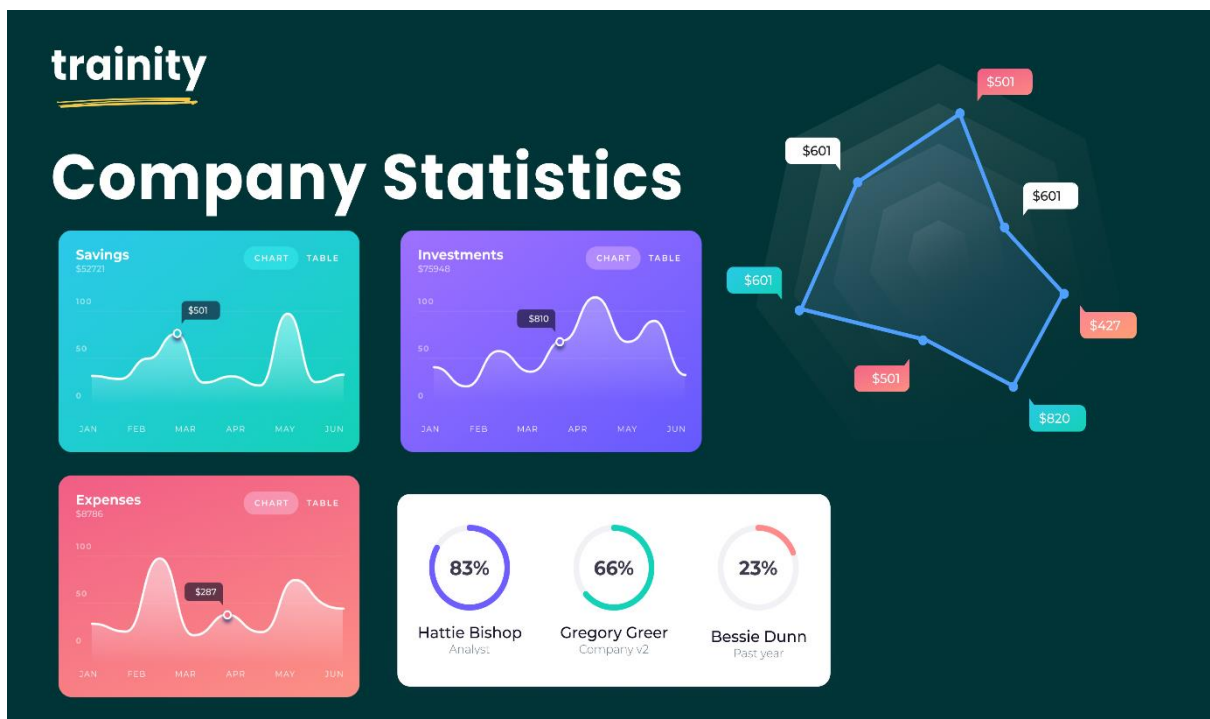 trainity
Company Statistics
Savings
$52721
CHART TABLE
100
$501
50
0
JAN FEB MAR APR MAY JUN
Investments
$75948
CHART TABLE
100
$810
50
0
JAN FEB MAR APR MAY JUN
$501
$601
$601
$601
$427
$501
$820
Expenses
$8786
CHART TABLE
100
50
$287
0
JAN FEB MAR APR MAY JUN
83%
Hattie Bishop
Analyst
66%
Gregory Greer
Company v2
23%
Bessie Dunn
Past year